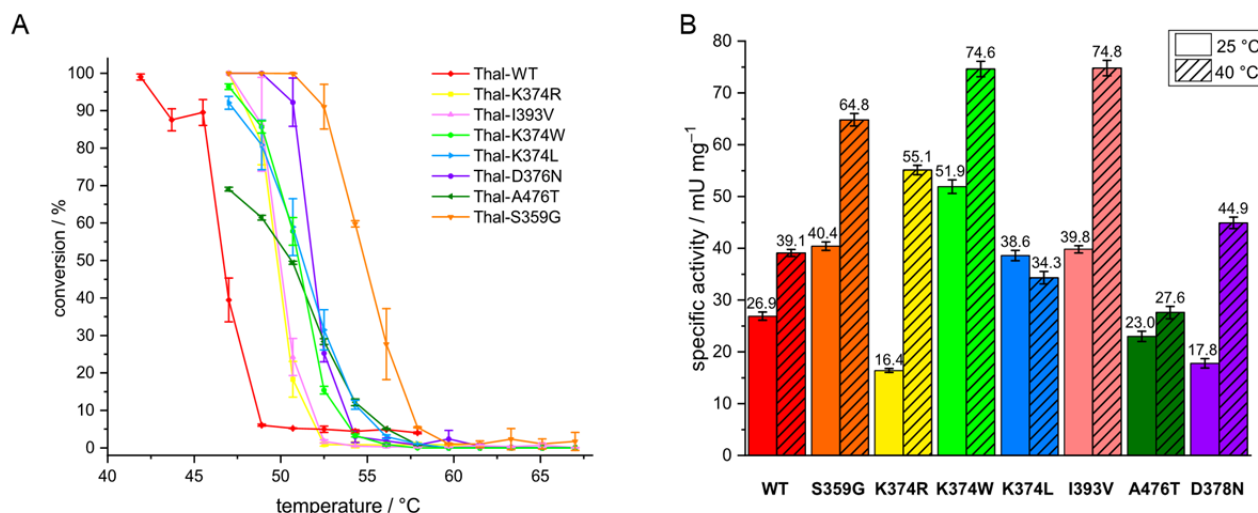 A
conversion / %
100
90
80
70
60
50
40
30
20
10
0
40 45 50 55 60 65
temperature / °C
Thal-WT
Thal-K374R
Thal-I393V
Thal-K374W
Thal-K374L
Thal-D376N
Thal-A476T
Thal-S359G
B
specific activity / mU mg⁻¹
80
70
60
50
40
30
20
10
0
25 °C
40 °C
26.9 39.1 40.4 64.8 16.4 55.1 51.9 74.6 38.6 34.3 39.8 74.8 23.0 27.6 17.8 44.9
WT S359G K374R K374W K374L I393V A476T D378N